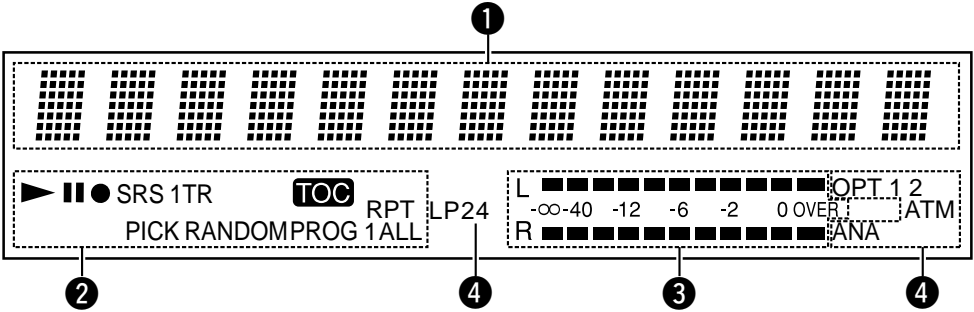 1
SRS 1TR TOC
RPT LP24
PICK RANDOM PROG 1 ALL
L OPT 1 2
-∞ -40 -12 -6 -2 0 OVER ATM
R ANA
2 4 3 4